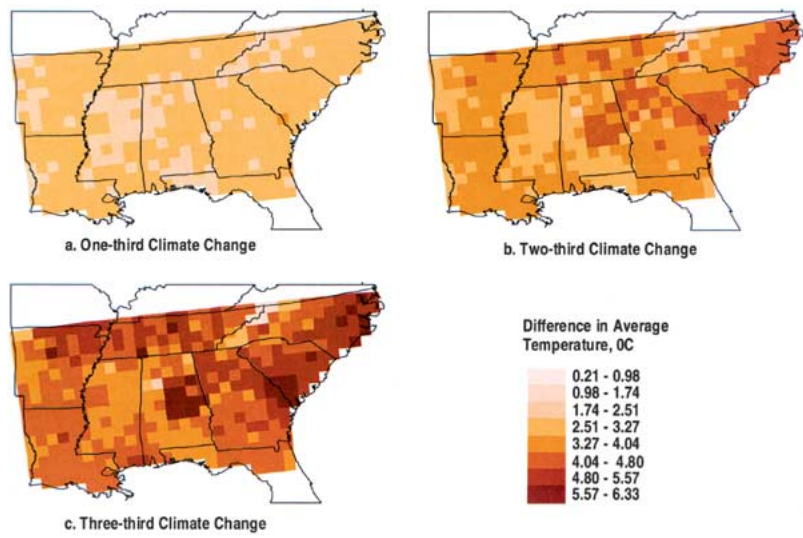 a. One-third Climate Change
b. Two-third Climate Change
c. Three-third Climate Change
Difference in Average
Temperature, 0C
0.21 - 0.98
0.98 - 1.74
1.74 - 2.51
2.51 - 3.27
3.27 - 4.04
4.04 - 4.80
4.80 - 5.57
5.57 - 6.33